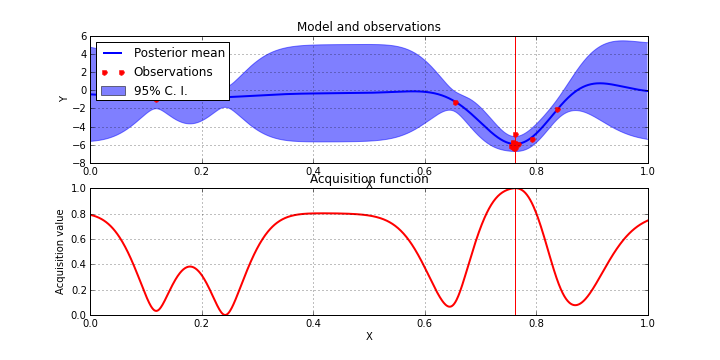 Model and observations
Y
6
4
2
0
−2
−4
−6
−8
Posterior mean
Observations
95% C. I.
0.0 0.2 0.4 0.6 0.8 1.0
X
Acquisition function
Acquisition value
1.0
0.8
0.6
0.4
0.2
0.0
0.0 0.2 0.4 0.6 0.8 1.0
X